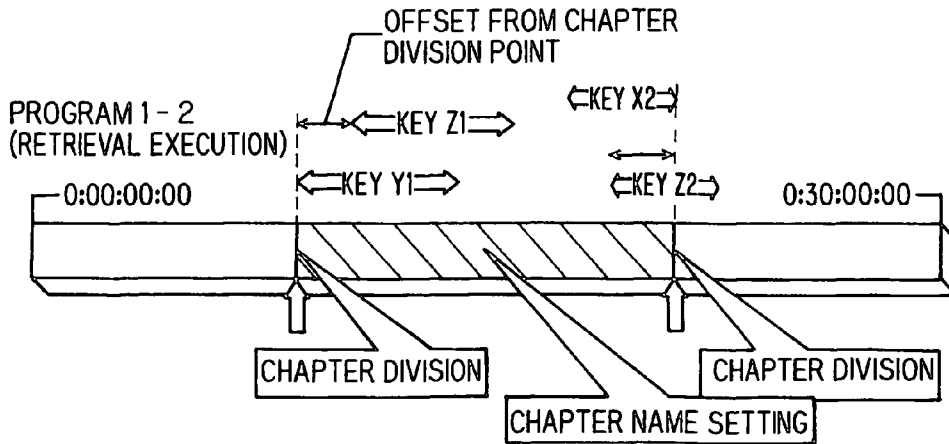 OFFSET FROM CHAPTER
DIVISION POINT
KEY X2
PROGRAM 1-2
(RETRIEVAL EXECUTION)
KEY Z1
KEY Y1
KEY Z2
0:00:00:00
0:30:00:00
CHAPTER DIVISION
CHAPTER DIVISION
CHAPTER NAME SETTING